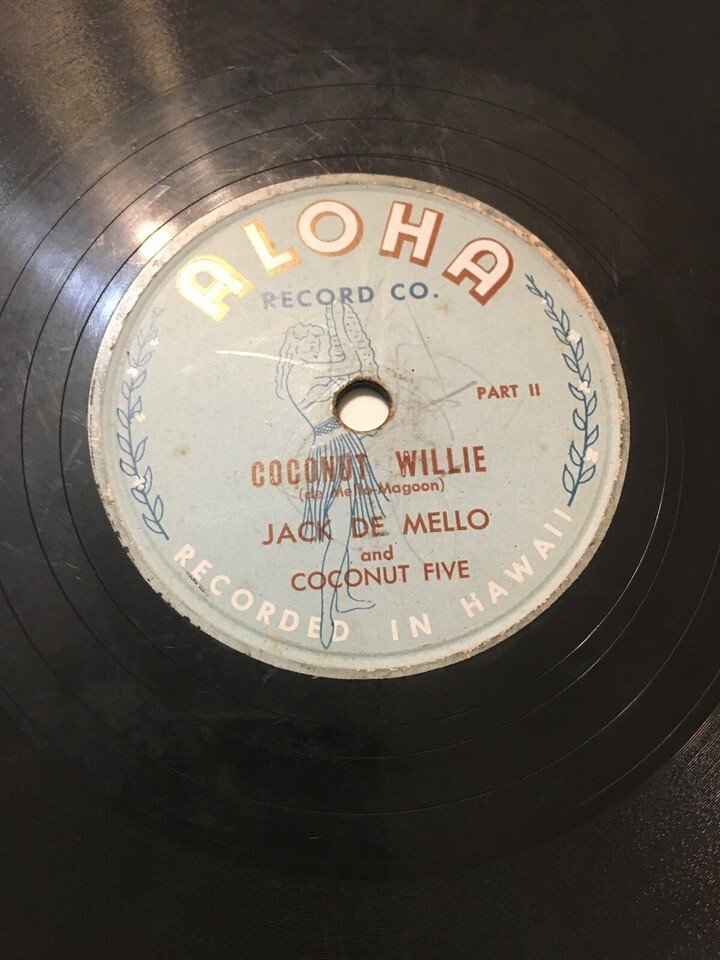 ALOHA
RECORD CO.
PART II
COCONUT WILLIE
(de Mello-Magoon)
JACK DE MELLO
and
COCONUT FIVE
RECORDED IN HAWAII